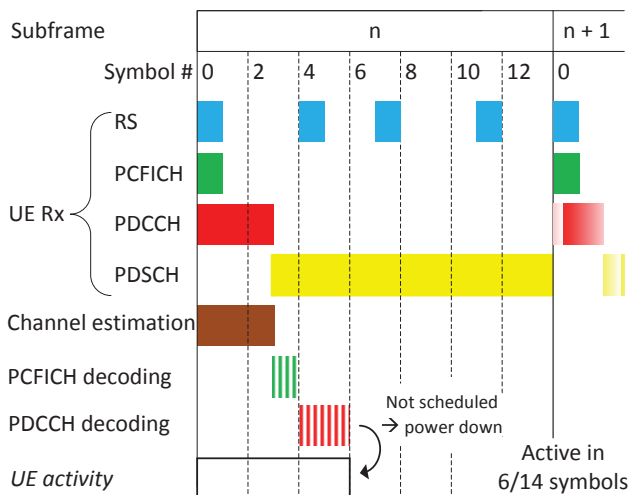 Subframe n n + 1
Symbol # 0 2 4 6 8 10 12 0
RS
PCFICH
UE Rx
PDCCH
PDSCH
Channel estimation
PCFICH decoding
PDCCH decoding
Not scheduled
→ power down
UE activity
Active in
6/14 symbols